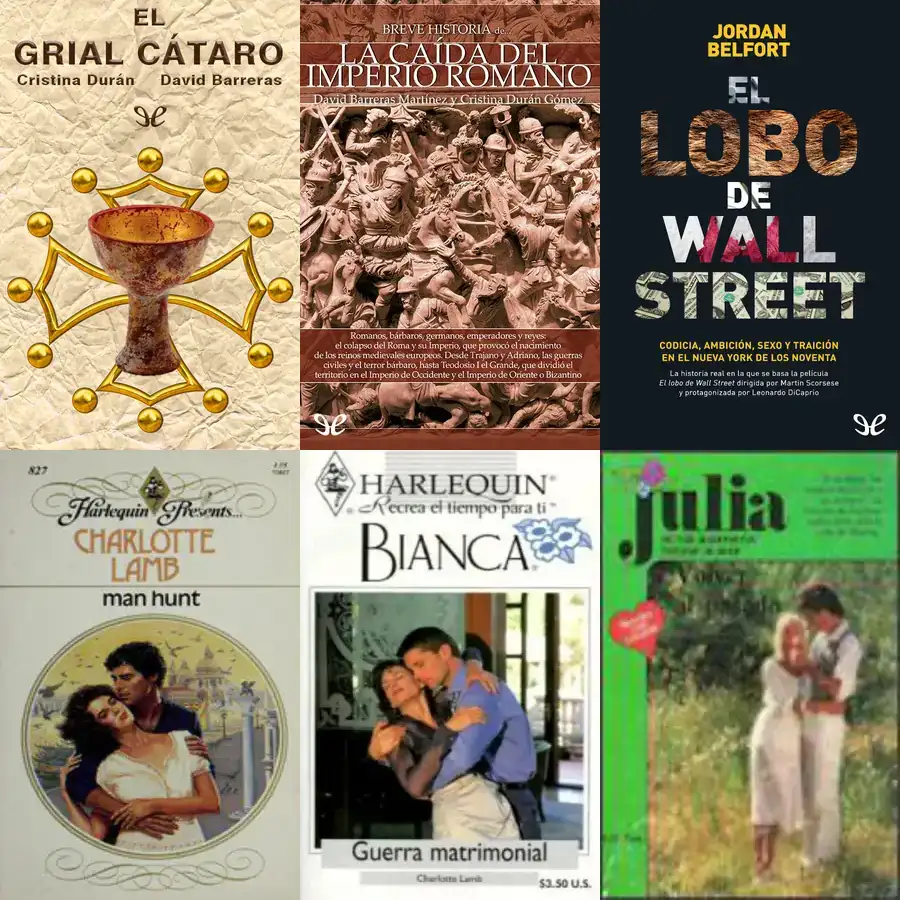 EL
GRIAL CÁTARO
Cristina Durán David Barreras
BREVE HISTORIA de...
LA CAÍDA DEL
IMPERIO ROMANO
David Barreras Martínez y Cristina Durán Gómez
Romanos, bárbaros, germanos, emperadores y reyes:
el colapso del Roma y su Imperio, que provocó el nacimiento
de los reinos medievales europeos. Desde Trajano y Adriano, las guerras
civiles y el terror bárbaro, hasta Teodosio I el Grande, que dividió el
territorio en el Imperio de Occidente y el Imperio de Oriente o Bizantino
JORDAN
BELFORT
EL
LOBO
DE
WALL
STREET
CODICIA, AMBICIÓN, SEXO Y TRAICIÓN
EN EL NUEVA YORK DE LOS NOVENTA
La historia real en la que se basa la película
El lobo de Wall Street dirigida por Martin Scorsese
y protagonizada por Leonardo DiCaprio
827
Harlequin Presents...
CHARLOTTE
LAMB
man hunt
HARLEQUIN®
Recrea el tiempo para ti™
BIANCA®
Guerra matrimonial
Charlotte Lamb
$3.50 U.S.
Julia
Volver
al pasado